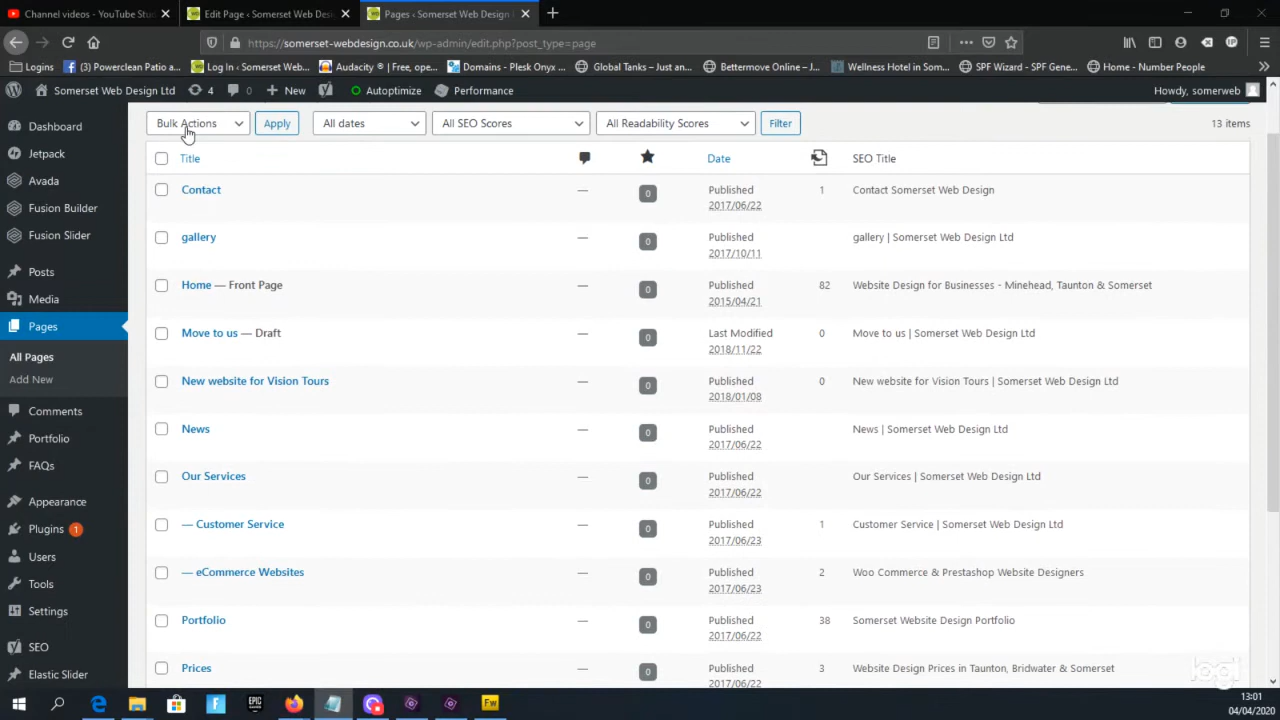 Channel videos - YouTube Stu
Edit Page ‹ Somerset Web Desi
Pages ‹ Somerset Web Design
https://somerset-webdesign.co.uk/wp-admin/edit.php?post_type=page
Logins
(3) Powerclean Patio a...
Log In ‹ Somerset Web...
Audacity ® | Free, ope...
Domains - Plesk Onyx ...
Global Tanks – Just an...
Bettermove Online - J...
Wellness Hotel in Som...
SPF Wizard - SPF Gene...
Home - Number People
Somerset Web Design Ltd
4
0
New
Autoptimize
Performance
Howdy, someweb
Bulk Actions
Apply
All dates
All SEO Scores
All Readability Scores
Filter
13 items
Dashboard
Jetpack
Avada
Fusion Builder
Fusion Slider
Posts
Media
Pages
All Pages
Add New
Comments
Portfolio
FAQs
Appearance
Plugins 1
Users
Tools
Settings
SEO
Elastic Slider
Title
Date
SEO Title
Contact
—
0
Published
2017/06/22
1
Contact Somerset Web Design
gallery
—
0
Published
2017/10/11
gallery | Somerset Web Design Ltd
Home — Front Page
—
0
Published
2015/04/21
82
Website Design for Businesses - Minehead, Taunton & Somerset
Move to us — Draft
—
0
Last Modified
2018/11/22
0
Move to us | Somerset Web Design Ltd
New website for Vision Tours
—
0
Published
2018/01/08
0
New website for Vision Tours | Somerset Web Design Ltd
News
—
0
Published
2017/06/22
News | Somerset Web Design Ltd
Our Services
—
0
Published
2017/06/22
Our Services | Somerset Web Design Ltd
— Customer Service
—
0
Published
2017/06/23
1
Customer Service | Somerset Web Design Ltd
— eCommerce Websites
—
0
Published
2017/06/23
2
Woo Commerce & Prestashop Website Designers
Portfolio
—
0
Published
2017/06/22
38
Somerset Website Design Portfolio
Prices
—
0
Published
2017/06/22
3
Website Design Prices in Taunton, Bridwater & Somerset
logi
EPIC
GAMES
Fw
13:01
04/04/2020